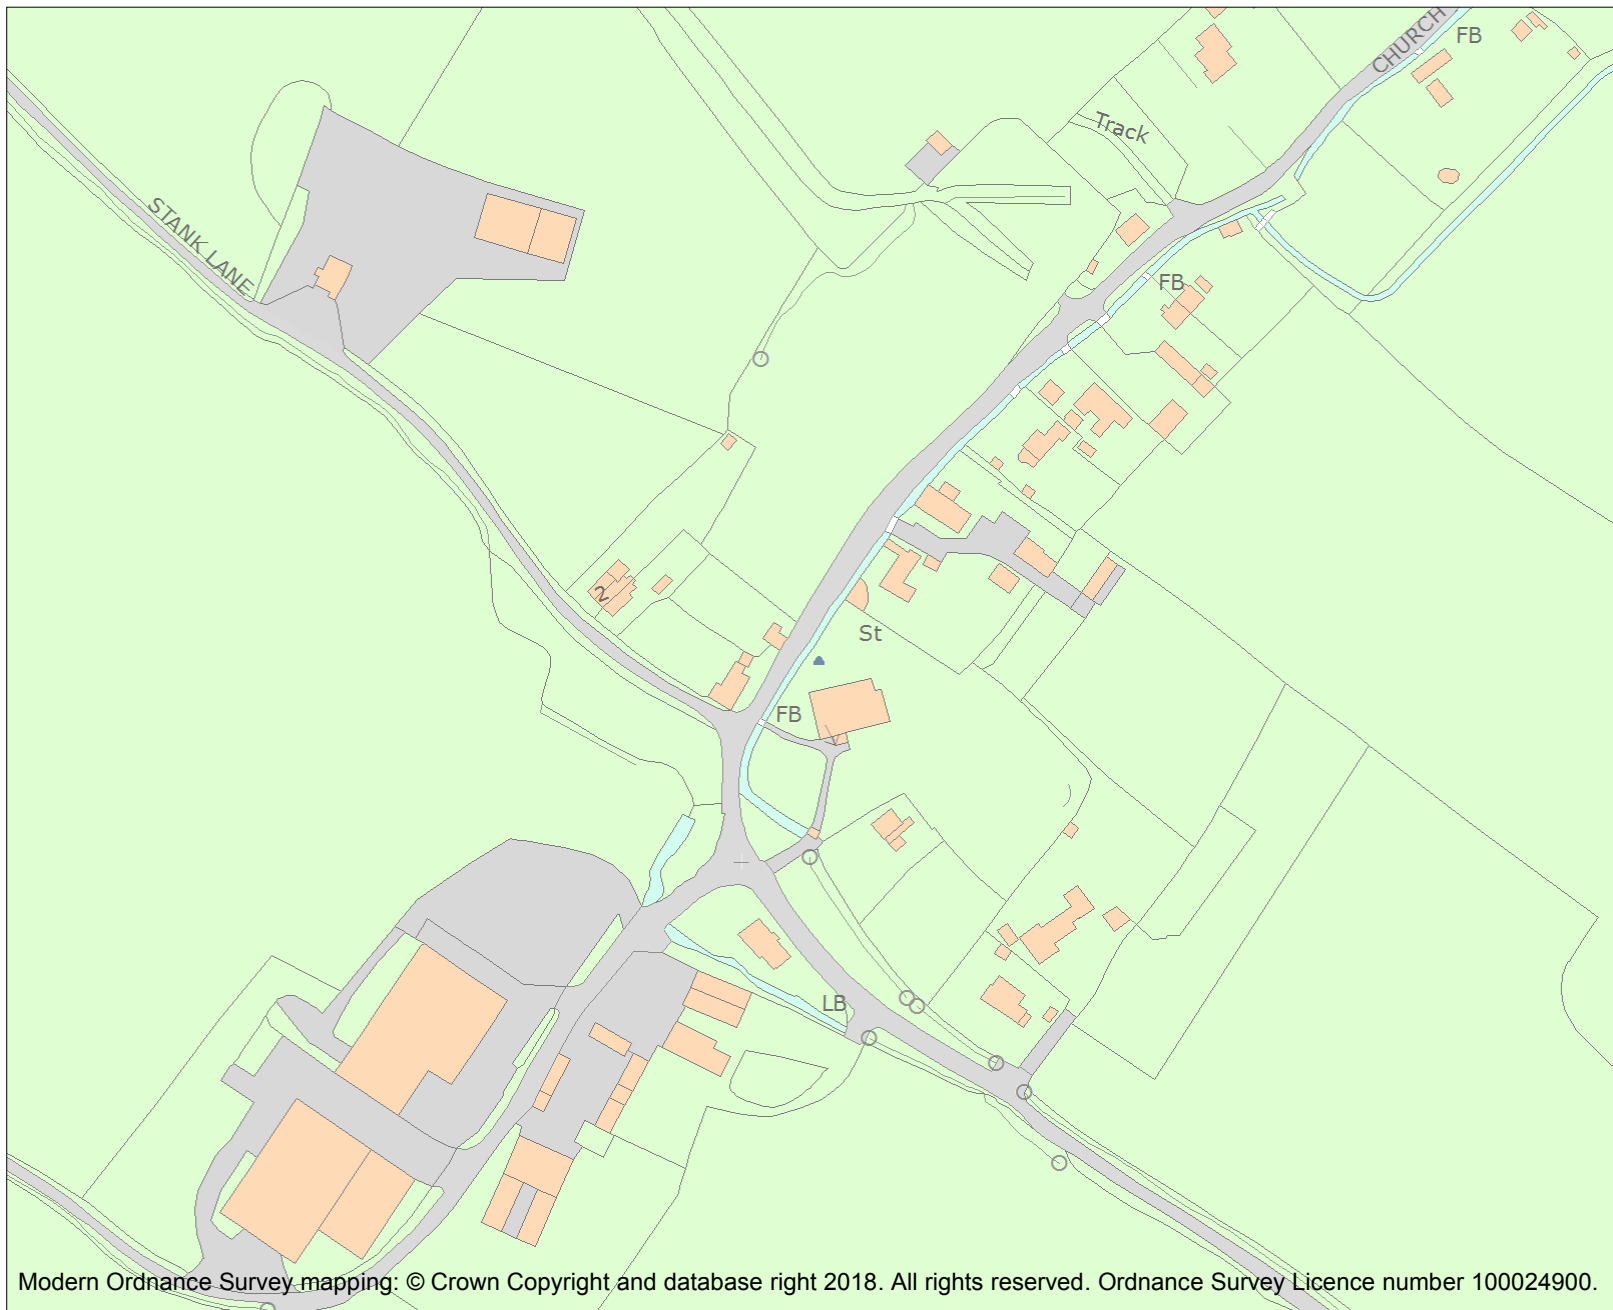 CHURCH
FB
Track
STANK LANE
FB
2
St
FB
LB
Modern Ordnance Survey mapping: © Crown Copyright and database right 2018. All rights reserved. Ordnance Survey Licence number 100024900.